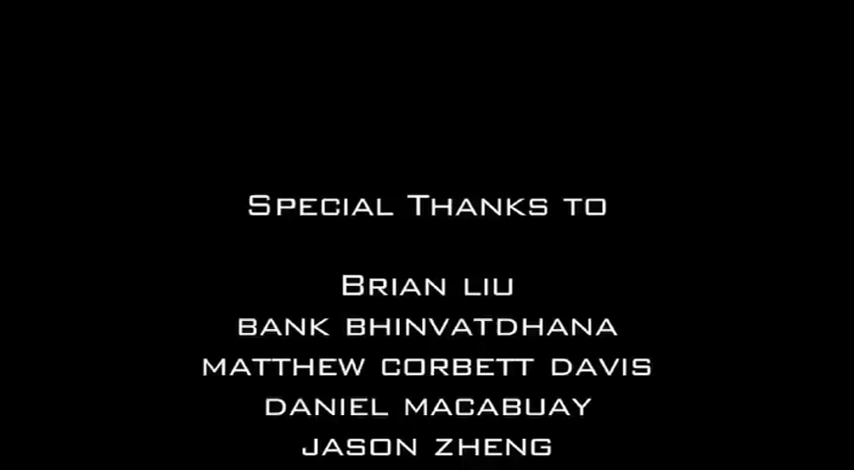 Special Thanks to
Brian liu
bank bhinvatdhana
matthew corbett davis
daniel macabuay
jason zheng